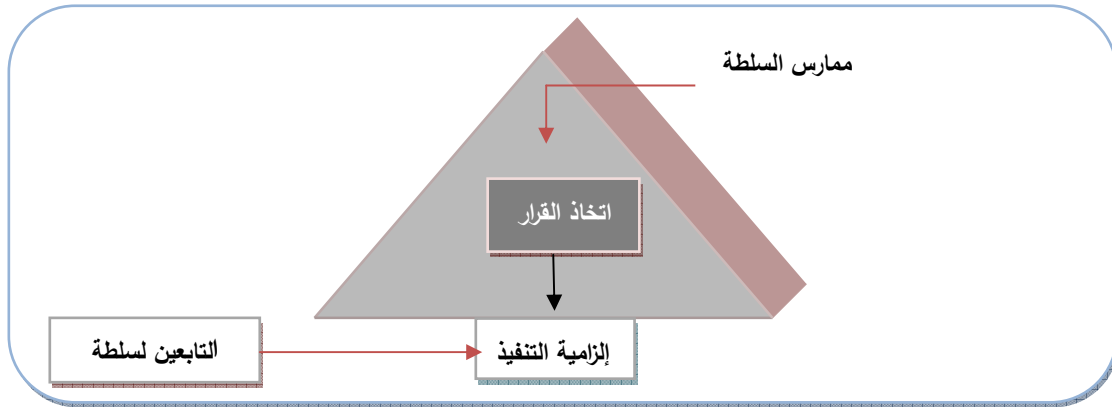 ممارس السلطة
اتخاذ القرار
إلزامية التنفيذ
التابعين لسلطة